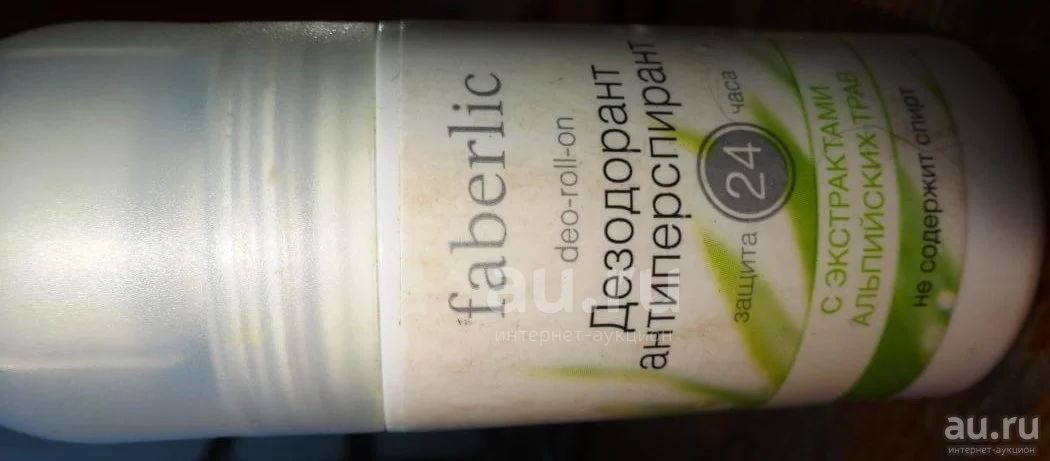 faberlic
deo-roll-on
Дезодорант
антиперспирант
защита 24 часа
С ЭКСТРАКТАМИ
АЛЬПИЙСКИХ ТРАВ
не содержит спирт
au.ru
интернет-аукцион
au.ru
интернет-аукцион